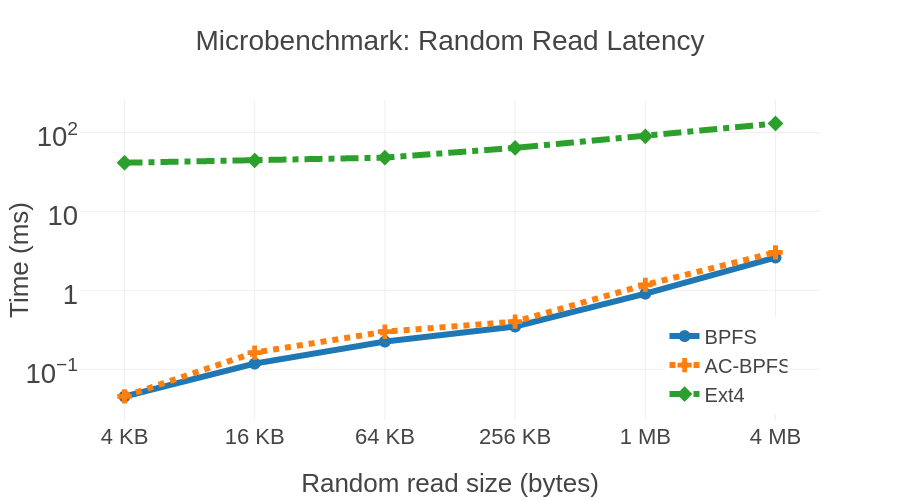 Microbenchmark: Random Read Latency
Time (ms)
10²
10
1
10⁻¹
BPFS
AC-BPFS
Ext4
4 KB 16 KB 64 KB 256 KB 1 MB 4 MB
Random read size (bytes)